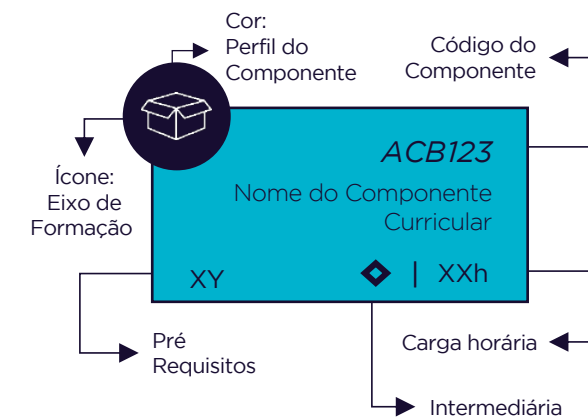 Cor:
Perfil do
Componente
Código do
Componente
Ícone:
Eixo de
Formação
ACB123
Nome do Componente
Curricular
XY
| XXh
Pré
Requisitos
Carga horária
Intermediária